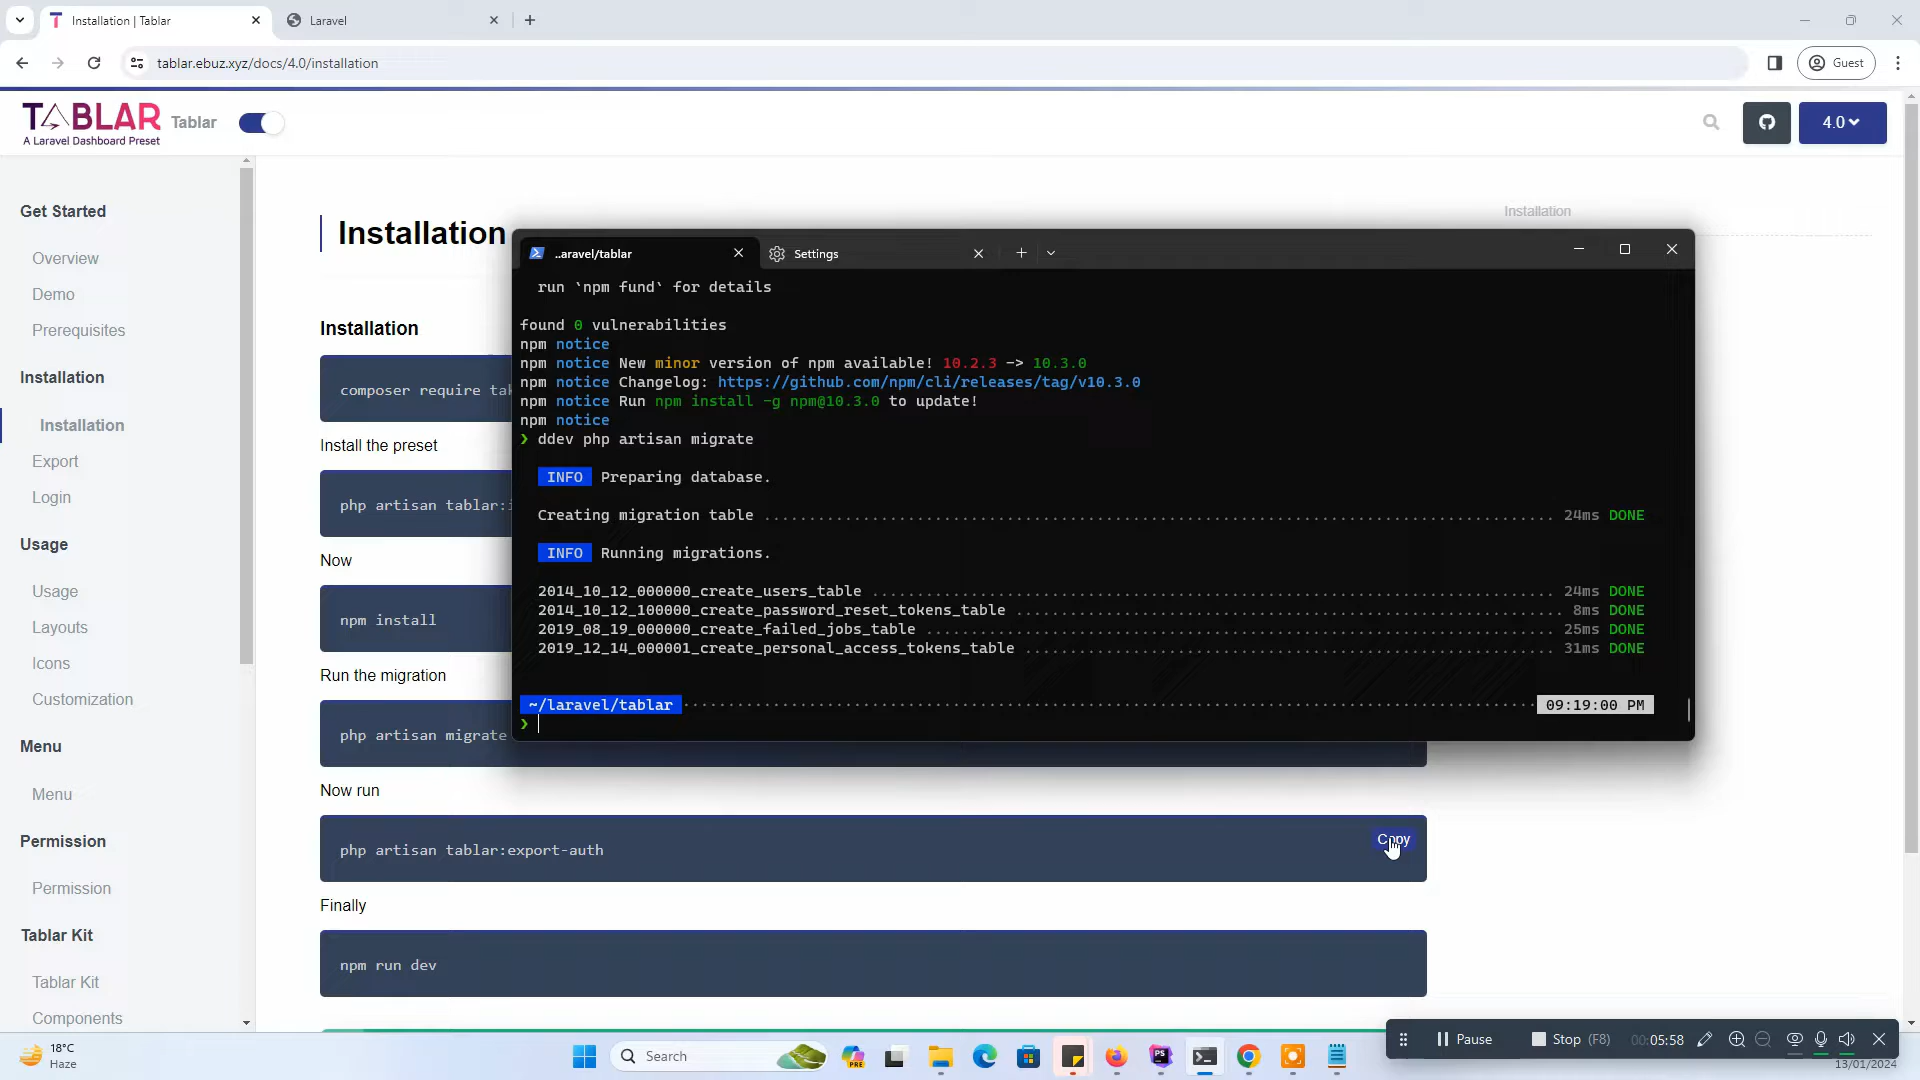 Installation | Tablar
Laravel
tablar.ebuz.xyz/docs/4.0/installation
Guest
TABLAR
A Laravel Dashboard Preset
Tablar
4.0
Get Started
Overview
Demo
Prerequisites
Installation
Installation
Export
Login
Usage
Usage
Layouts
Icons
Customization
Menu
Menu
Permission
Permission
Tablar Kit
Tablar Kit
Components
Installation
Installation
Installation
composer require
Install the preset
php artisan tablar:
Now
npm install
Run the migration
php artisan migrate
Now run
php artisan tablar:export-auth
Copy
Finally
npm run dev
..aravel/tablar
Settings
run `npm fund` for details
found 0 vulnerabilities
npm notice
npm notice New minor version of npm available! 10.2.3 -> 10.3.0
npm notice Changelog: https://github.com/npm/cli/releases/tag/v10.3.0
npm notice Run npm install -g npm@10.3.0 to update!
npm notice
❯ ddev php artisan migrate
INFO Preparing database.
Creating migration table ........ 24ms DONE
INFO Running migrations.
2014_10_12_000000_create_users_table ........ 24ms DONE
2014_10_12_100000_create_password_reset_tokens_table ........ 8ms DONE
2019_08_19_000000_create_failed_jobs_table ........ 25ms DONE
2019_12_14_000001_create_personal_access_tokens_table ........ 31ms DONE
~/laravel/tablar 09:19:00 PM
❯
Pause
Stop (F8)
00:05:58
18°C
Haze
Search
PRE
PS
13/01/2024